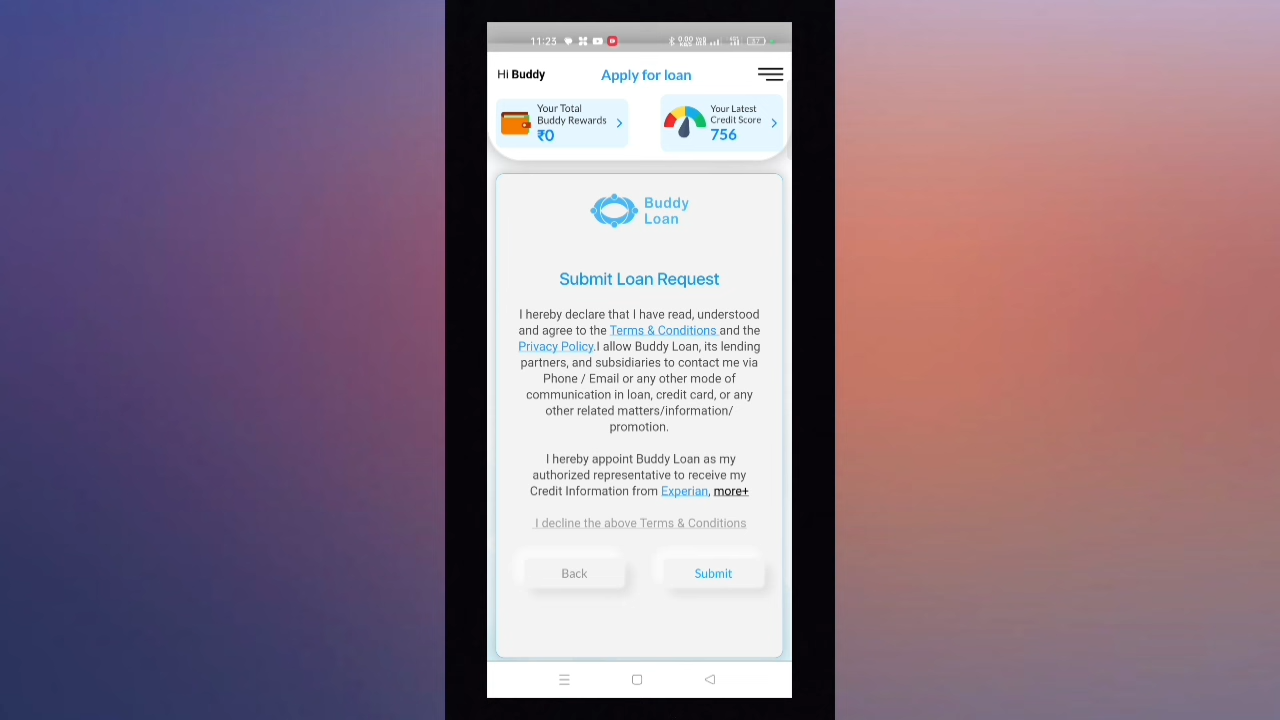 11:23
Hi Buddy
Apply for loan
Your Total
Buddy Rewards
₹0
Your Latest
Credit Score
756
Buddy
Loan
Submit Loan Request
I hereby declare that I have read, understood
and agree to the Terms & Conditions and the
Privacy Policy.I allow Buddy Loan, its lending
partners, and subsidiaries to contact me via
Phone / Email or any other mode of
communication in loan, credit card, or any
other related matters/information/
promotion.
I hereby appoint Buddy Loan as my
authorized representative to receive my
Credit Information from Experian, more+
I decline the above Terms & Conditions
Back
Submit